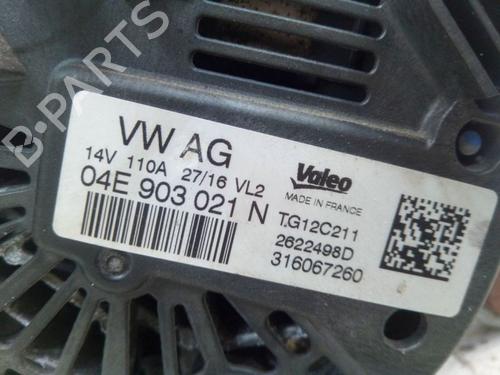 B-PARTS
VW AG
14V 110A 27/16 VL2
04E 903 021 N
Valeo
MADE IN FRANCE
T.G12C211
2622498D
316067260